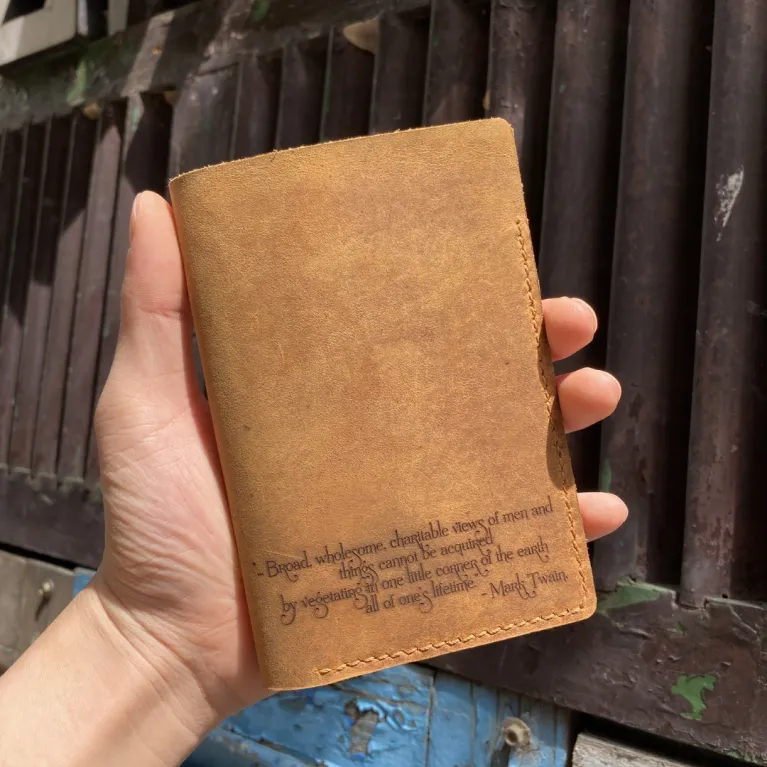 "- Broad, wholesome, charitable views of men and
things cannot be acquired
by vegetating in one little corner of the earth
all of one's lifetime." - Mark Twain.